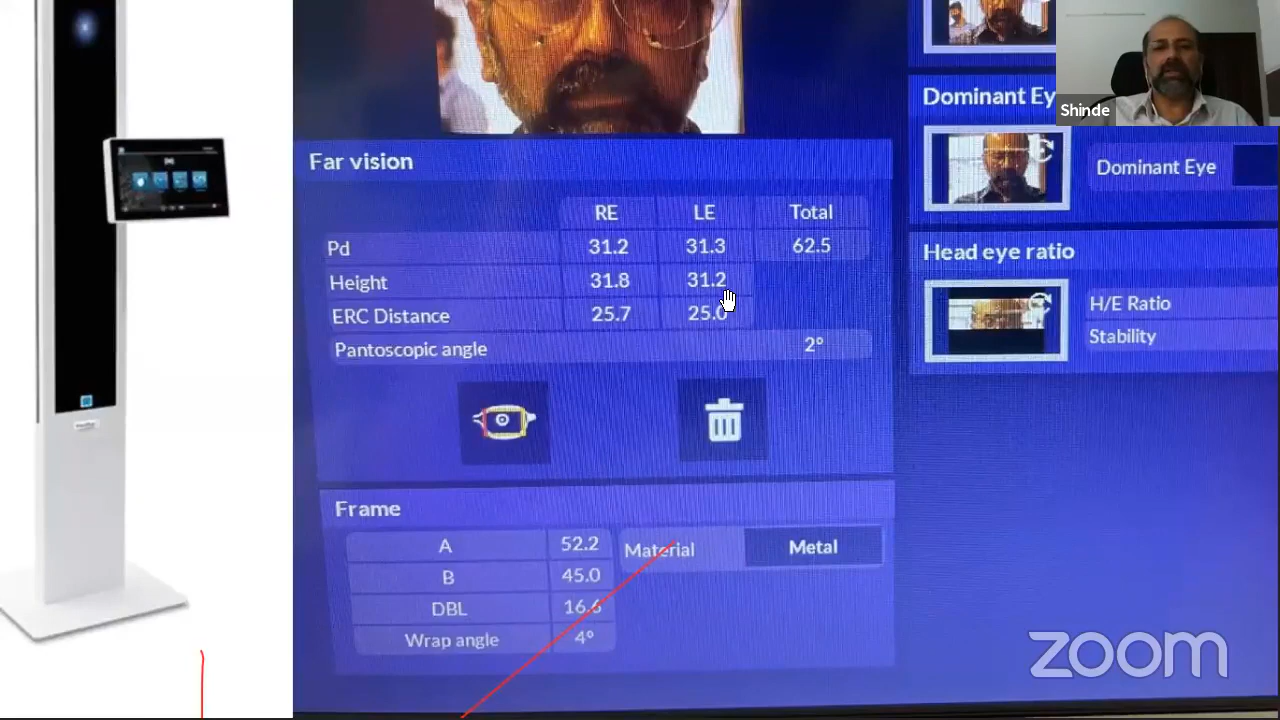 Shinde
Far vision
RE LE Total
Pd 31.2 31.3 62.5
Height 31.8 31.2
ERC Distance 25.7 25.0
Pantoscopic angle 2°
Frame
A 52.2
B 45.0
DBL 16.6
Wrap angle 4°
Material Metal
Dominant Ey
Dominant Eye
Head eye ratio
H/E Ratio
Stability
zoom